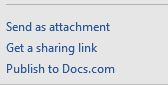 Send as attachment
Get a sharing link
Publish to Docs.com